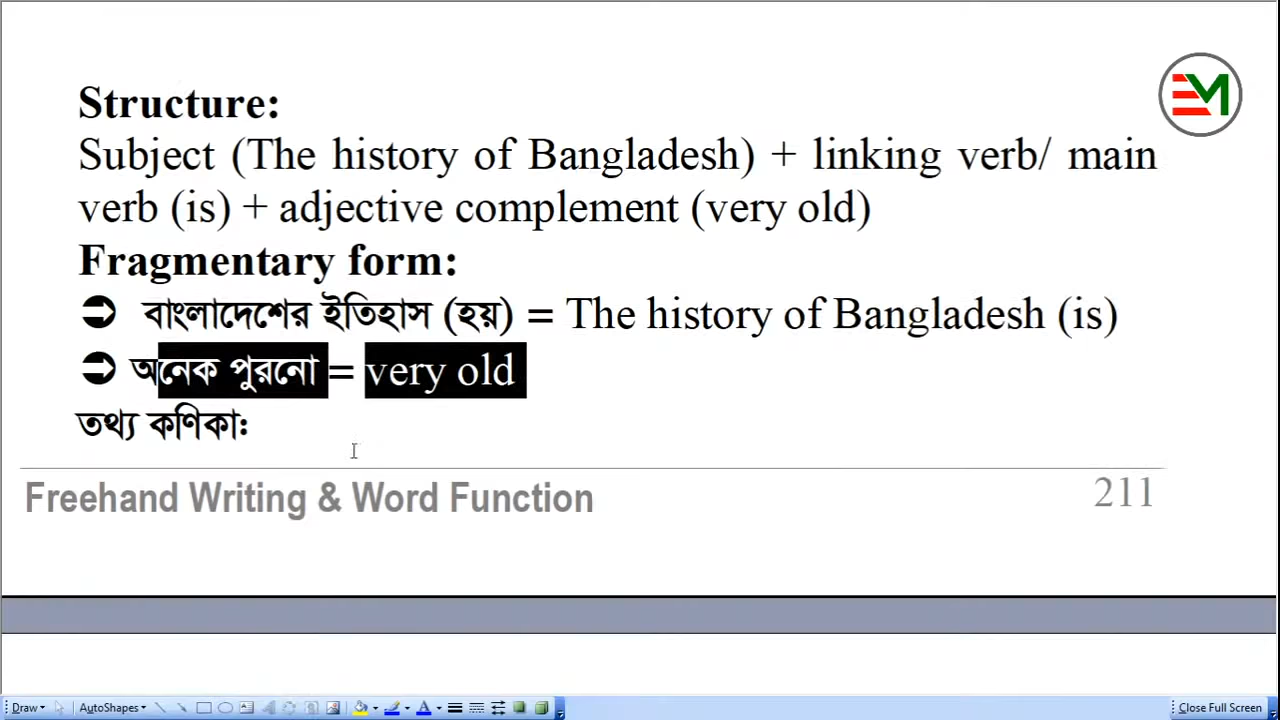 EM
Structure:
Subject (The history of Bangladesh) + linking verb/ main
verb (is) + adjective complement (very old)
Fragmentary form:
➲ বাংলাদেশের ইতিহাস (হয়) = The history of Bangladesh (is)
➲ অনেক পুরনো = very old
তথ্য কণিকাঃ
Freehand Writing & Word Function 211
Draw AutoShapes A Close Full Screen